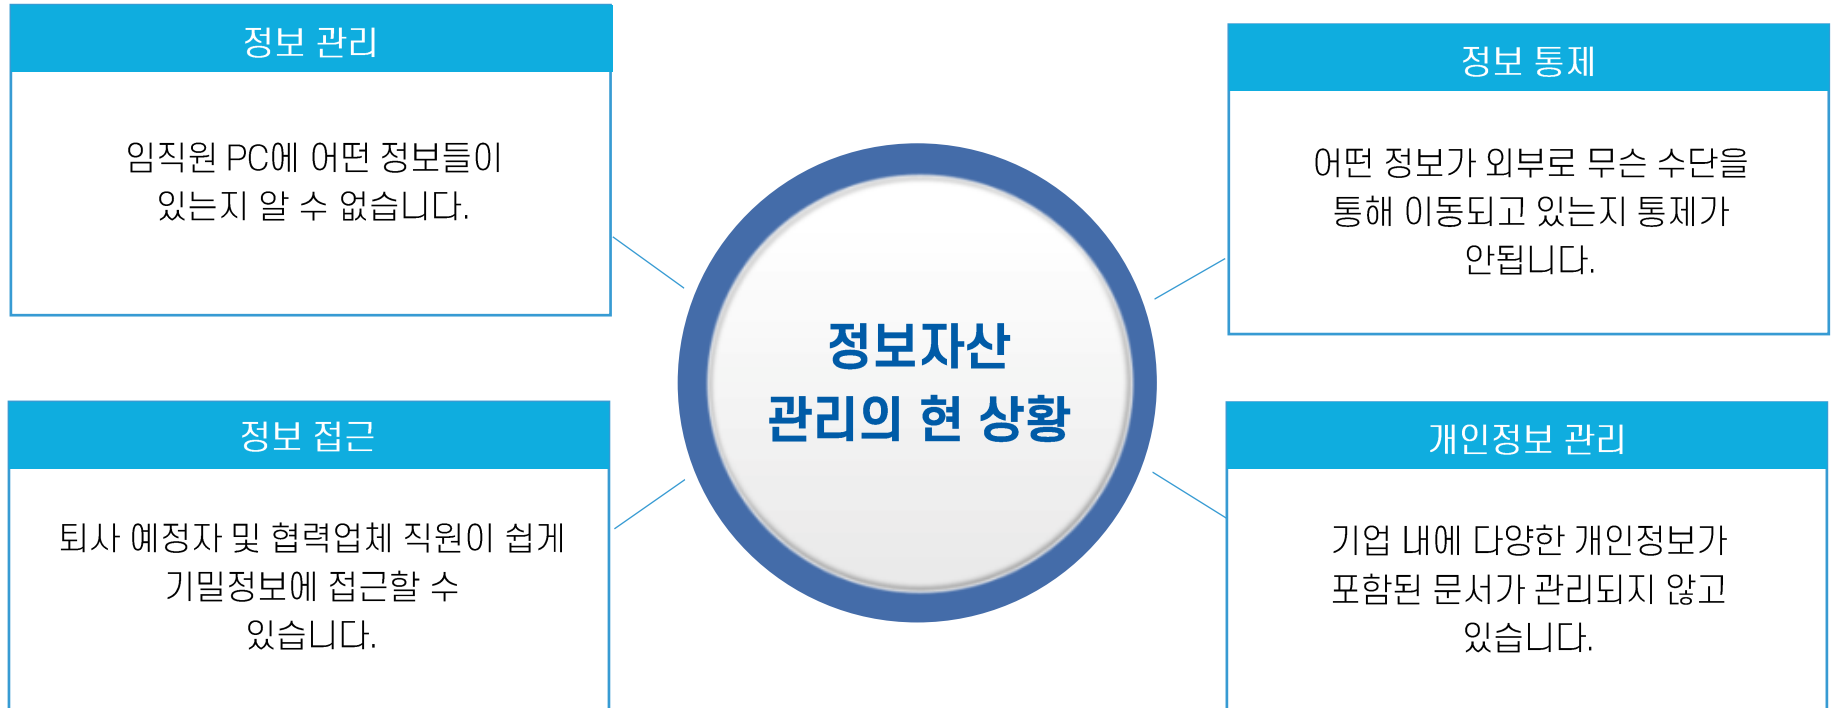 정보 관리
임직원 PC에 어떤 정보들이
있는지 알 수 없습니다.
정보 통제
어떤 정보가 외부로 무슨 수단을
통해 이동되고 있는지 통제가
안됩니다.
정보자산
관리의 현 상황
정보 접근
퇴사 예정자 및 협력업체 직원이 쉽게
기밀정보에 접근할 수
있습니다.
개인정보 관리
기업 내에 다양한 개인정보가
포함된 문서가 관리되지 않고
있습니다.